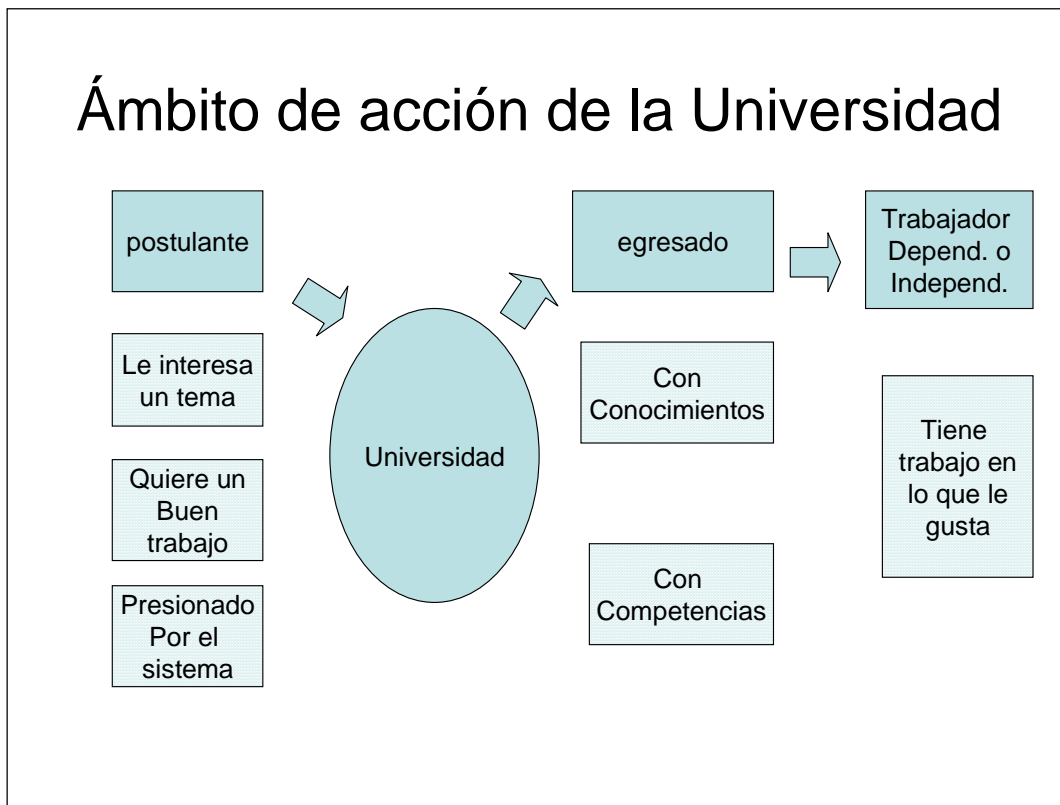 Ámbito de acción de la Universidad
postulante
Le interesa
un tema
Quiere un
Buen
trabajo
Presionado
Por el
sistema
Universidad
egresado
Con
Conocimientos
Con
Competencias
Trabajador
Depend. o
Independ.
Tiene
trabajo en
lo que le
gusta